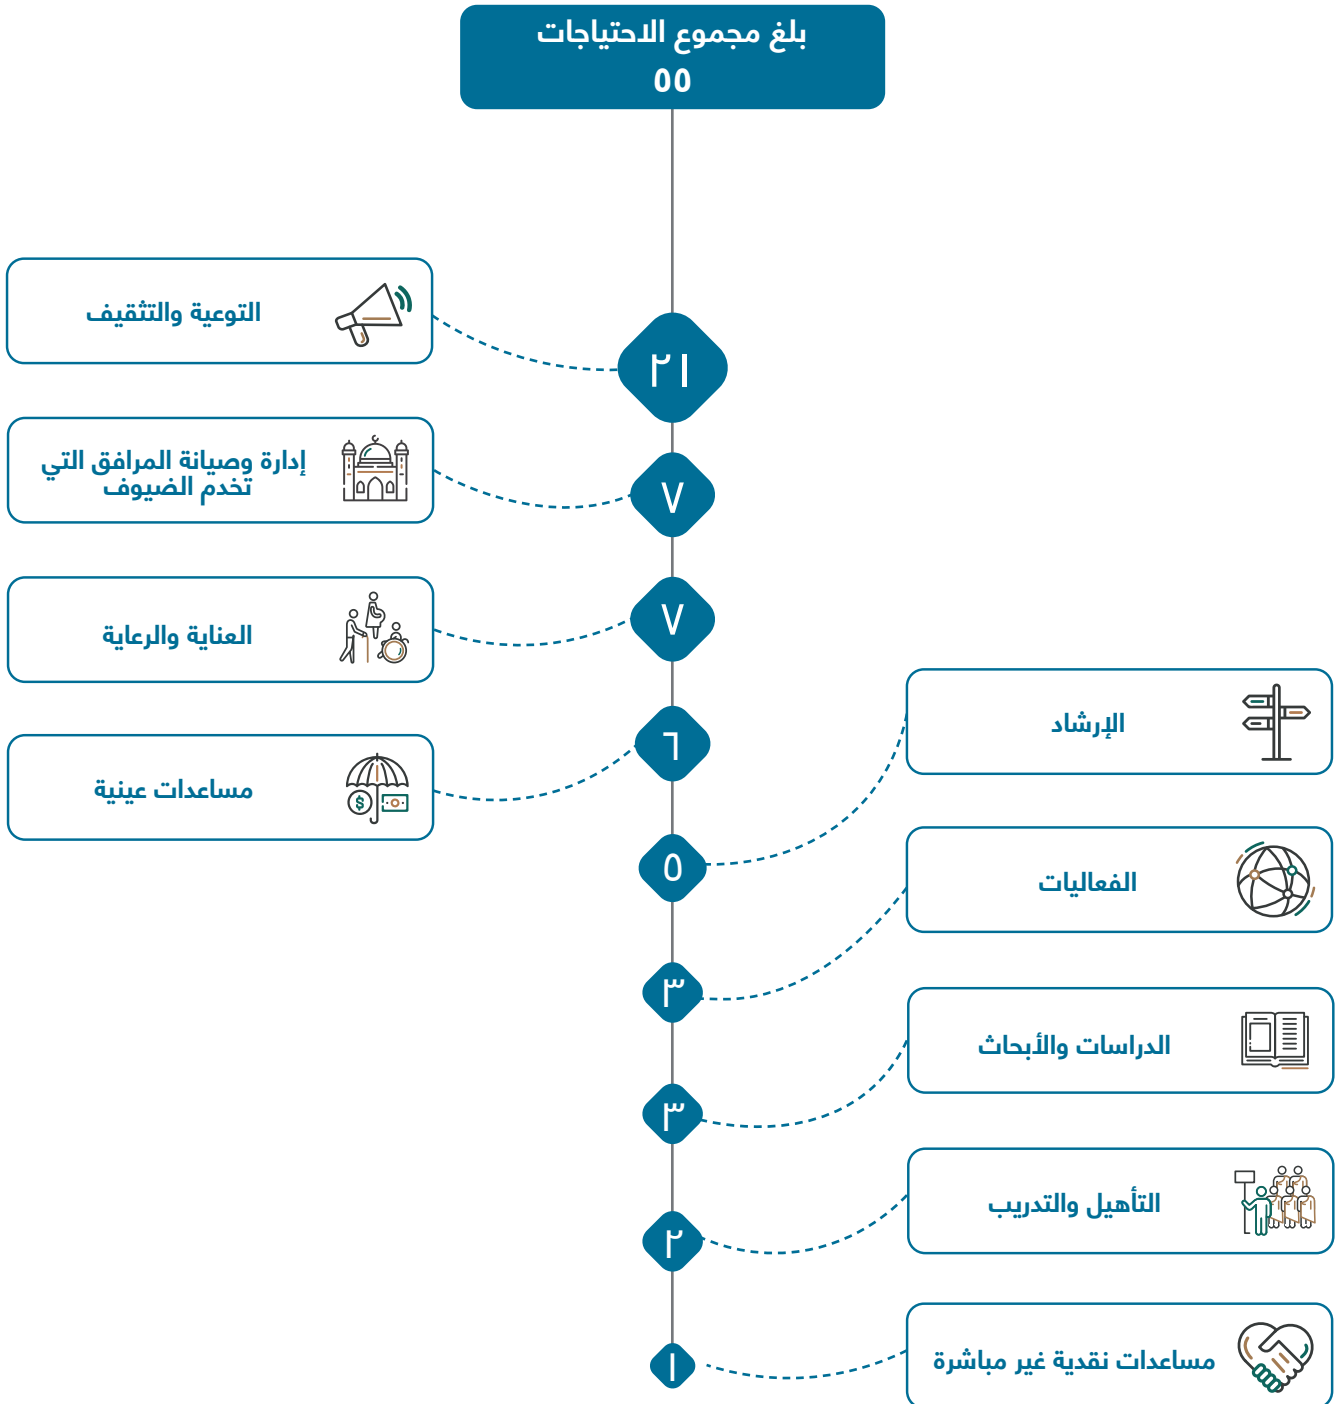 بلغ مجموع الاحتياجات
٥٥
التوعية والتثقيف
٢١
إدارة وصيانة المرافق التي
تخدم الضيوف
٧
العناية والرعاية
٧
مساعدات عينية
٦
الإرشاد
٥
الفعاليات
٣
الدراسات والأبحاث
٣
التأهيل والتدريب
٢
مساعدات نقدية غير مباشرة
١